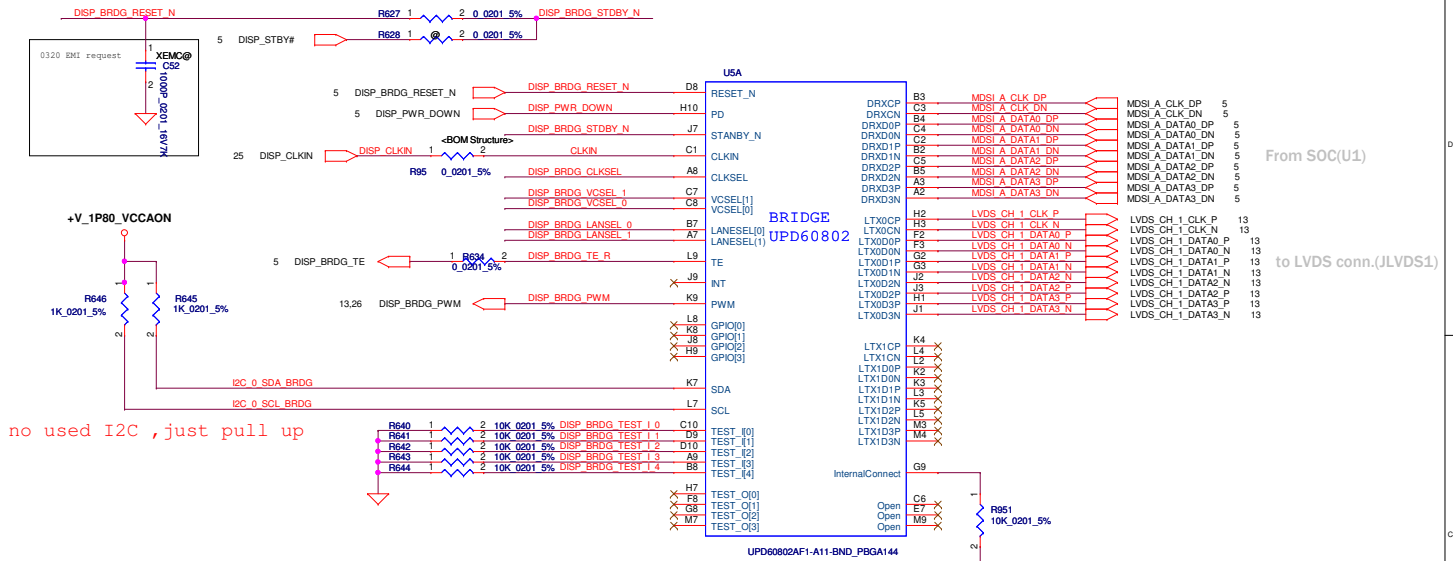 DISP_BRDG_RESET_N
R627 1 2 0_0201_5% DISP_BRDG_STDBY_N
5 DISP_STBY# R628 1 @ 2 0_0201_5%
0320 EMI request
1
XEMC@
C52
1000P_0201_16V7K
2
U5A
5 DISP_BRDG_RESET_N DISP_BRDG_RESET_N D8 RESET_N
5 DISP_PWR_DOWN DISP_PWR_DOWN H10 PD
DISP_BRDG_STDBY_N J7 STANBY_N
<BOM Structure>
25 DISP_CLKIN DISP_CLKIN 1 2 CLKIN C1 CLKIN
R95 0_0201_5%
DISP_BRDG_CLKSEL A8 CLKSEL
DISP_BRDG_VCSEL_1 C7 VCSEL[1]
DISP_BRDG_VCSEL_0 C8 VCSEL[0]
DISP_BRDG_LANSEL_0 B7 LANESEL[0]
DISP_BRDG_LANSEL_1 A7 LANESEL(1)
5 DISP_BRDG_TE 1 R634 2 DISP_BRDG_TE_R L9 TE
0_0201_5%
J9 INT
13,26 DISP_BRDG_PWM DISP_BRDG_PWM K9 PWM
L8 GPIO[0]
K8 GPIO[1]
J8 GPIO[2]
H9 GPIO[3]
+V_1P80_VCCAON
1 1
R646 R645
1K_0201_5% 1K_0201_5%
2 2
I2C_0_SDA_BRDG K7 SDA
I2C_0_SCL_BRDG L7 SCL
no used I2C ,just pull up
R640 1 2 10K_0201_5% DISP_BRDG_TEST_I_0 C10 TEST_I[0]
R641 1 2 10K_0201_5% DISP_BRDG_TEST_I_1 D9 TEST_I[1]
R642 1 2 10K_0201_5% DISP_BRDG_TEST_I_2 D10 TEST_I[2]
R643 1 2 10K_0201_5% DISP_BRDG_TEST_I_3 A9 TEST_I[3]
R644 1 2 10K_0201_5% DISP_BRDG_TEST_I_4 B8 TEST_I[4]
H7 TEST_O[0]
F8 TEST_O[1]
G8 TEST_O[2]
M7 TEST_O[3]
BRIDGE
UPD60802
DRXCP B3 MDSI_A_CLK_DP MDSI_A_CLK_DP 5
DRXCN C3 MDSI_A_CLK_DN MDSI_A_CLK_DN 5
DRXD0P B4 MDSI_A_DATA0_DP MDSI_A_DATA0_DP 5
DRXD0N C4 MDSI_A_DATA0_DN MDSI_A_DATA0_DN 5
DRXD1P C2 MDSI_A_DATA1_DP MDSI_A_DATA1_DP 5
DRXD1N B2 MDSI_A_DATA1_DN MDSI_A_DATA1_DN 5
DRXD2P C5 MDSI_A_DATA2_DP MDSI_A_DATA2_DP 5
DRXD2N B5 MDSI_A_DATA2_DN MDSI_A_DATA2_DN 5
DRXD3P A3 MDSI_A_DATA3_DP MDSI_A_DATA3_DP 5
DRXD3N A2 MDSI_A_DATA3_DN MDSI_A_DATA3_DN 5
From SOC(U1)
LTX0CP H2 LVDS_CH_1_CLK_P LVDS_CH_1_CLK_P 13
LTX0CN H3 LVDS_CH_1_CLK_N LVDS_CH_1_CLK_N 13
LTX0D0P F2 LVDS_CH_1_DATA0_P LVDS_CH_1_DATA0_P 13
LTX0D0N F3 LVDS_CH_1_DATA0_N LVDS_CH_1_DATA0_N 13
LTX0D1P G2 LVDS_CH_1_DATA1_P LVDS_CH_1_DATA1_P 13
LTX0D1N G3 LVDS_CH_1_DATA1_N LVDS_CH_1_DATA1_N 13
LTX0D2N J2 LVDS_CH_1_DATA2_N LVDS_CH_1_DATA2_N 13
LTX0D2P J3 LVDS_CH_1_DATA2_P LVDS_CH_1_DATA2_P 13
LTX0D3P H1 LVDS_CH_1_DATA3_P LVDS_CH_1_DATA3_P 13
LTX0D3N J1 LVDS_CH_1_DATA3_N LVDS_CH_1_DATA3_N 13
to LVDS conn.(JLVDS1)
LTX1CP K4
LTX1CN L4
LTX1D0P L2
LTX1D0N K2
LTX1D1P K3
LTX1D1N L3
LTX1D2P K5
LTX1D2N L5
LTX1D3P M3
LTX1D3N M4
InternalConnect G9
Open C6
Open E7
Open M9
1
R951
10K_0201_5%
2
UPD60802AF1-A11-BND_PBGA144
D
C